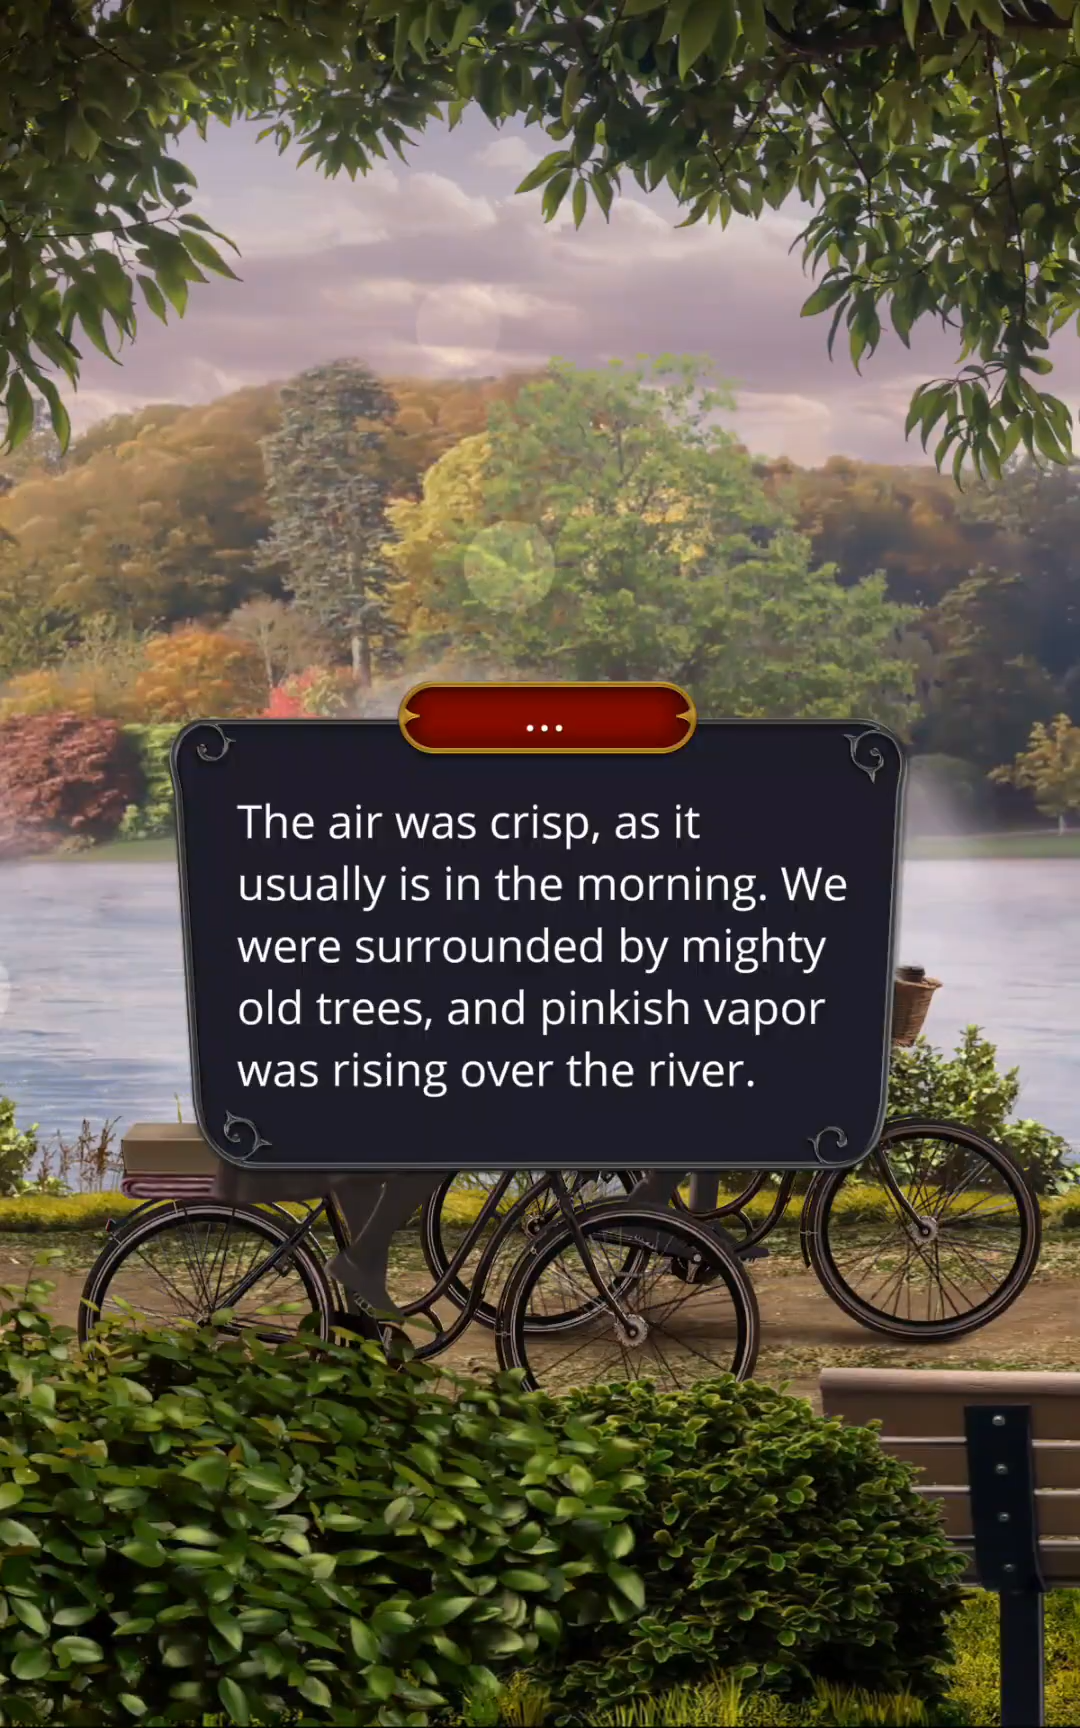 ...
The air was crisp, as it
usually is in the morning. We
were surrounded by mighty
old trees, and pinkish vapor
was rising over the river.